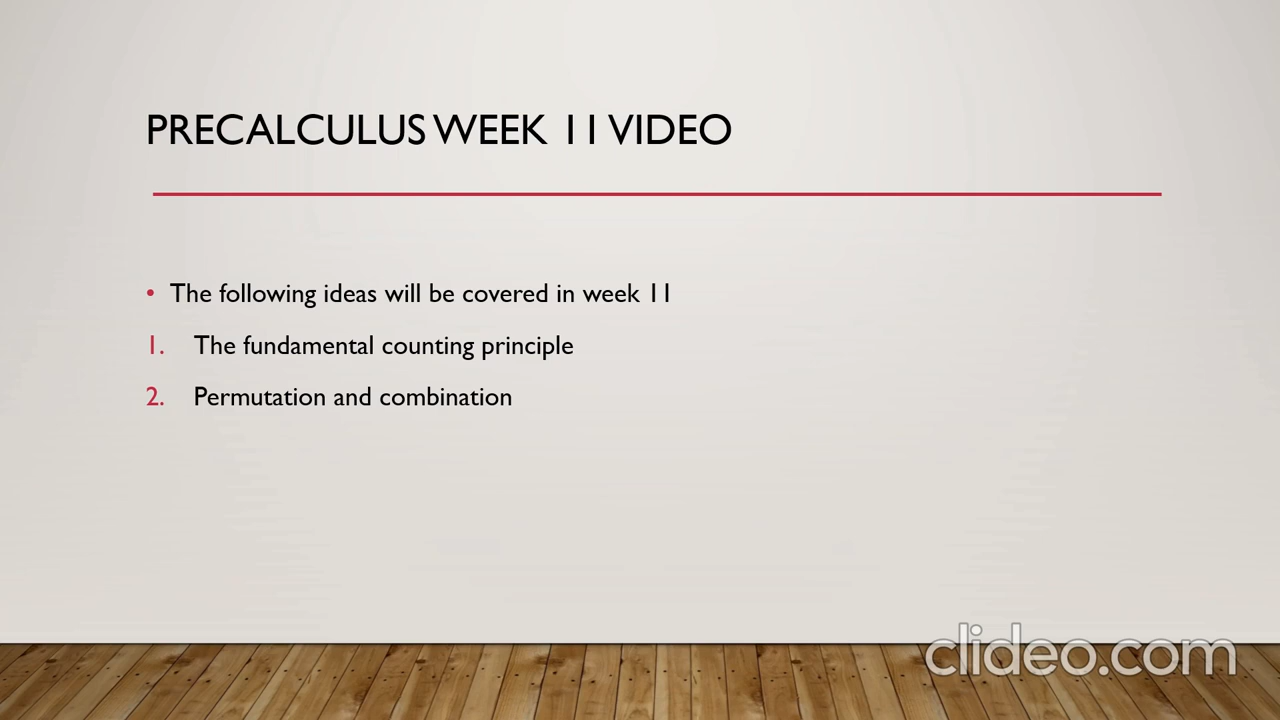 PRECALCULUS WEEK 11 VIDEO
• The following ideas will be covered in week 11
1. The fundamental counting principle
2. Permutation and combination
clideo.com